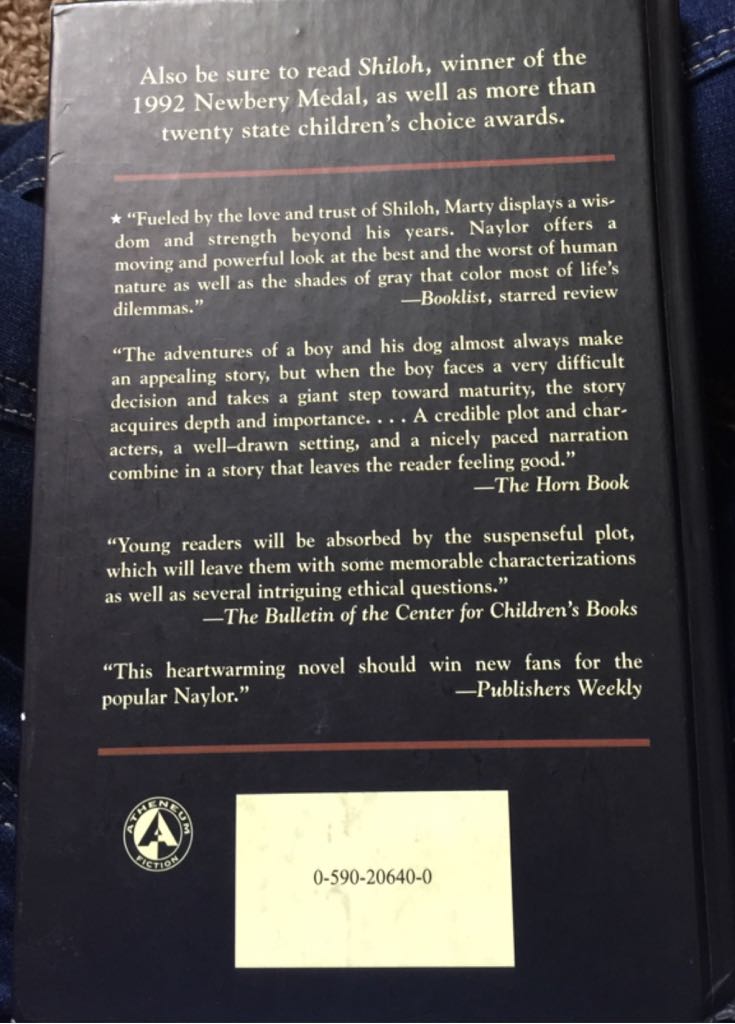 Also be sure to read Shiloh, winner of the
1992 Newbery Medal, as well as more than
twenty state children's choice awards.
★ “Fueled by the love and trust of Shiloh, Marty displays a wis-
dom and strength beyond his years. Naylor offers a
moving and powerful look at the best and the worst of human
nature as well as the shades of gray that color most of life's
dilemmas.” —Booklist, starred review
“The adventures of a boy and his dog almost always make
an appealing story, but when the boy faces a very difficult
decision and takes a giant step toward maturity, the story
acquires depth and importance. . . . A credible plot and char-
acters, a well–drawn setting, and a nicely paced narration
combine in a story that leaves the reader feeling good.”
—The Horn Book
“Young readers will be absorbed by the suspenseful plot,
which will leave them with some memorable characterizations
as well as several intriguing ethical questions.”
—The Bulletin of the Center for Children's Books
“This heartwarming novel should win new fans for the
popular Naylor.” —Publishers Weekly
ATHENEUM
A
FICTION
0-590-20640-0